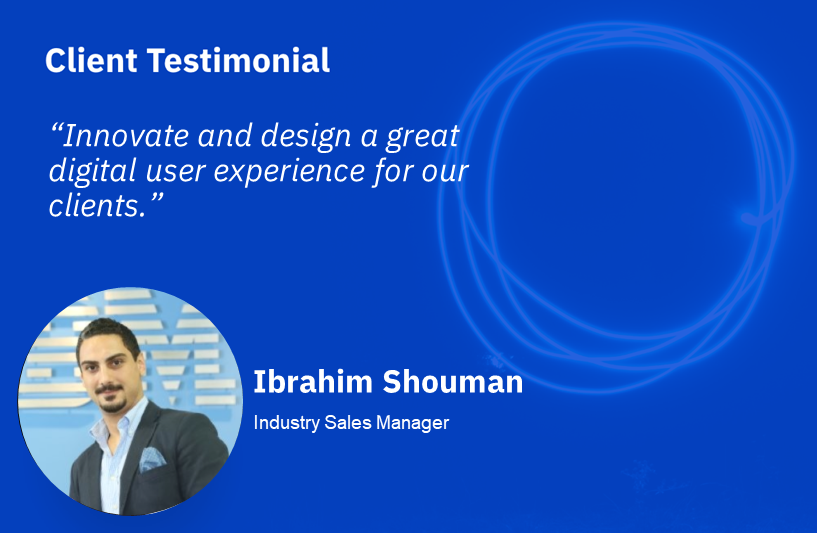 Client Testimonial
“Innovate and design a great
digital user experience for our
clients.”
Ibrahim Shouman
Industry Sales Manager